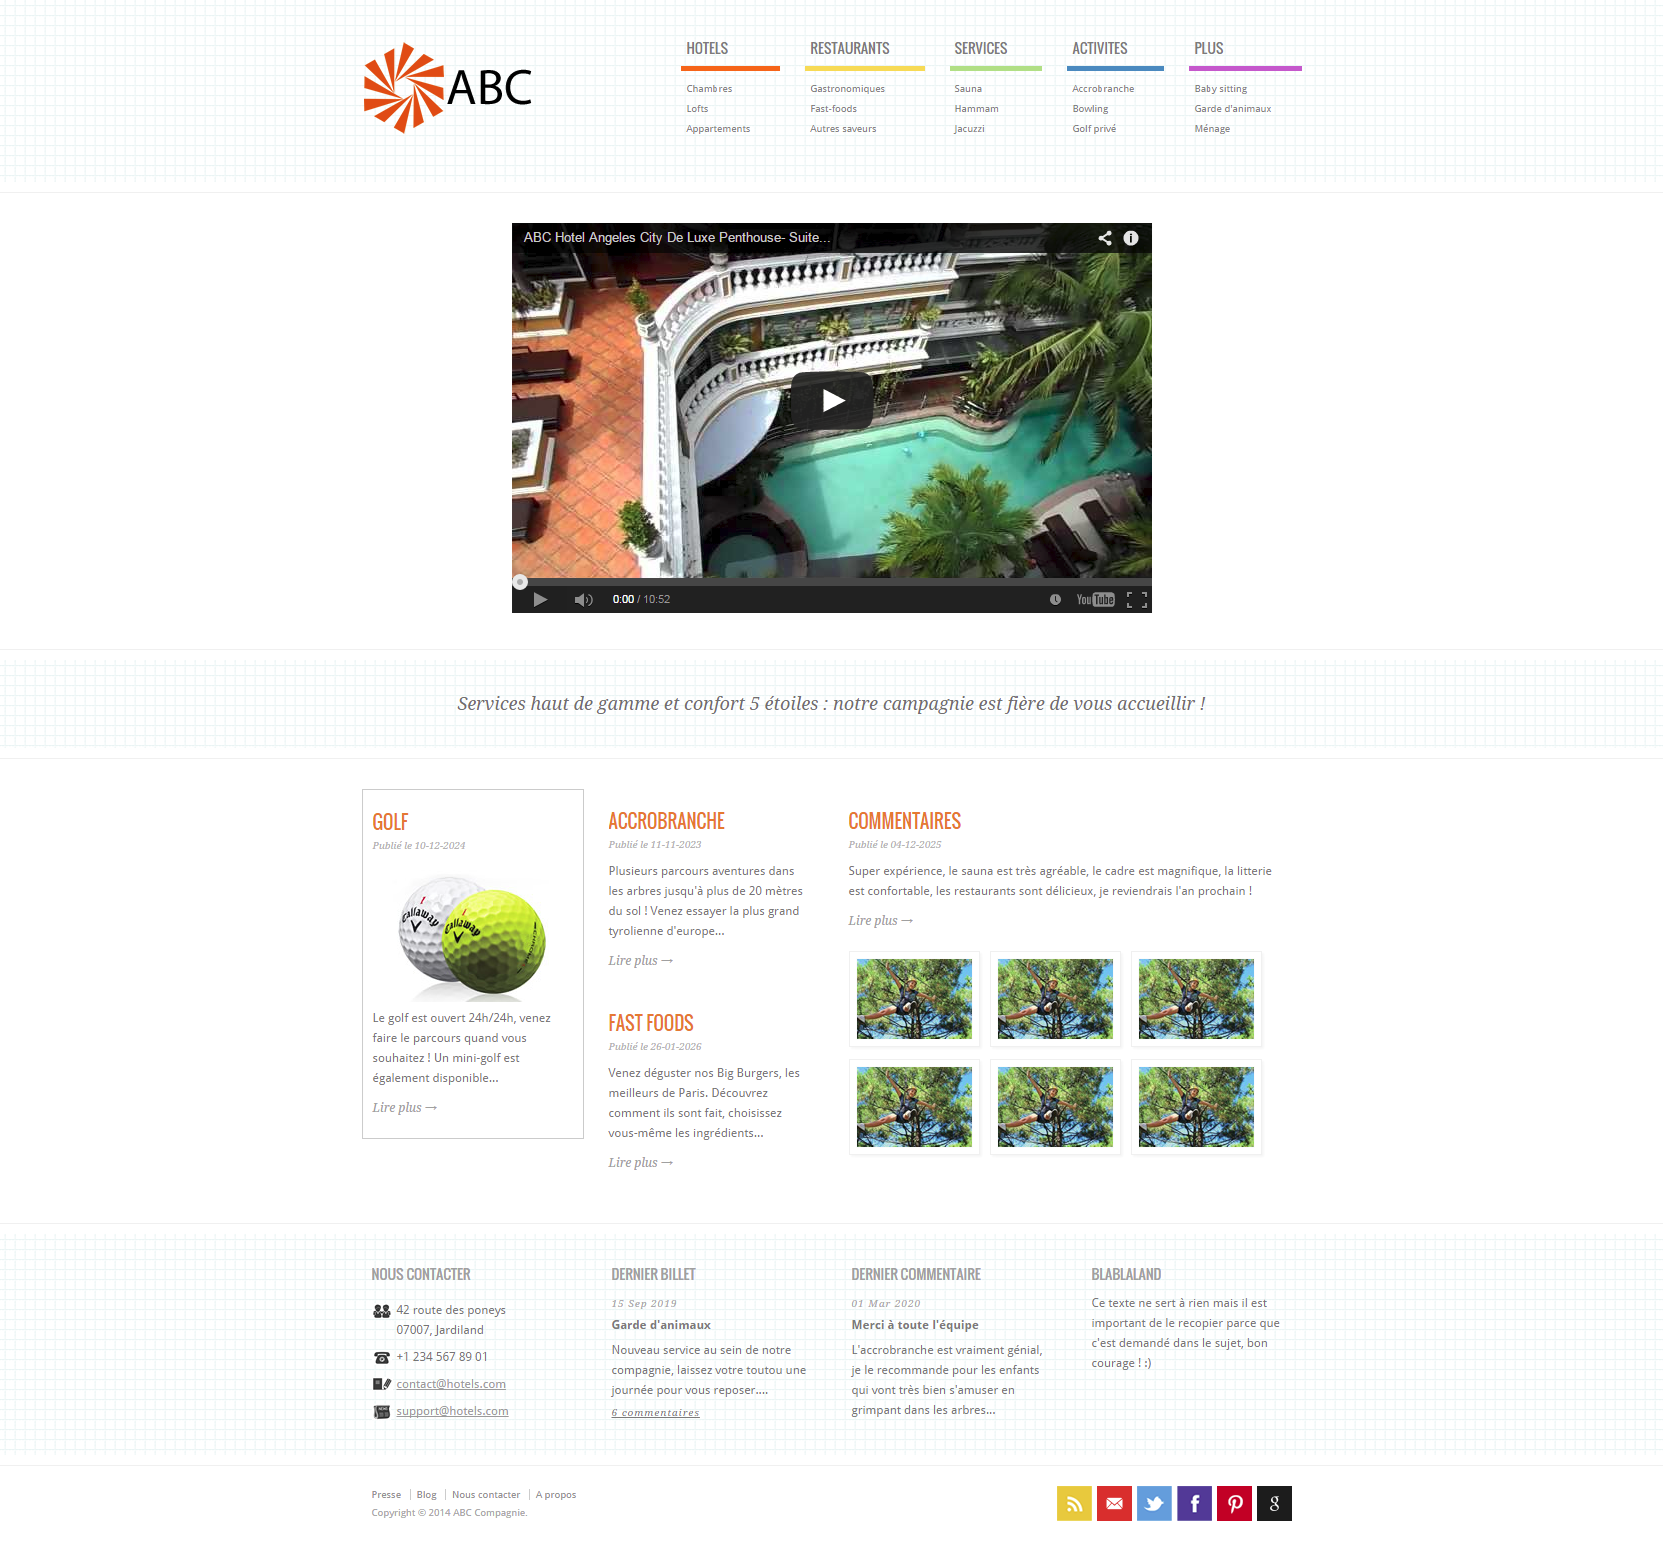 ABC
HOTELS
Chambres
Lofts
Appartements
RESTAURANTS
Gastronomiques
Fast-foods
Autres saveurs
SERVICES
Sauna
Hammam
Jacuzzi
ACTIVITES
Accrobranche
Bowling
Golf privé
PLUS
Baby sitting
Garde d'animaux
Ménage
ABC Hotel Angeles City De Luxe Penthouse- Suite...
0:00 / 10:52
YouTube
Services haut de gamme et confort 5 étoiles : notre campagnie est fière de vous accueillir !
GOLF
Publié le 10-12-2024
Callaway
Callaway
Le golf est ouvert 24h/24h, venez
faire le parcours quand vous
souhaitez ! Un mini-golf est
également disponible...
Lire plus →
ACCROBRANCHE
Publié le 11-11-2023
Plusieurs parcours aventures dans
les arbres jusqu'à plus de 20 mètres
du sol ! Venez essayer la plus grand
tyrolienne d'europe...
Lire plus →
FAST FOODS
Publié le 26-01-2026
Venez déguster nos Big Burgers, les
meilleurs de Paris. Découvrez
comment ils sont fait, choisissez
vous-même les ingrédients...
Lire plus →
COMMENTAIRES
Publié le 04-12-2025
Super expérience, le sauna est très agréable, le cadre est magnifique, la litterie
est confortable, les restaurants sont délicieux, je reviendrais l'an prochain !
Lire plus →
NOUS CONTACTER
42 route des poneys
07007, Jardiland
+1 234 567 89 01
contact@hotels.com
support@hotels.com
DERNIER BILLET
15 Sep 2019
Garde d'animaux
Nouveau service au sein de notre
compagnie, laissez votre toutou une
journée pour vous reposer....
6 commentaires
DERNIER COMMENTAIRE
01 Mar 2020
Merci à toute l'équipe
L'accrobranche est vraiment génial,
je le recommande pour les enfants
qui vont très bien s'amuser en
grimpant dans les arbres...
BLABLALAND
Ce texte ne sert à rien mais il est
important de le recopier parce que
c'est demandé dans le sujet, bon
courage ! :)
Presse Blog Nous contacter A propos
Copyright © 2014 ABC Compagnie.